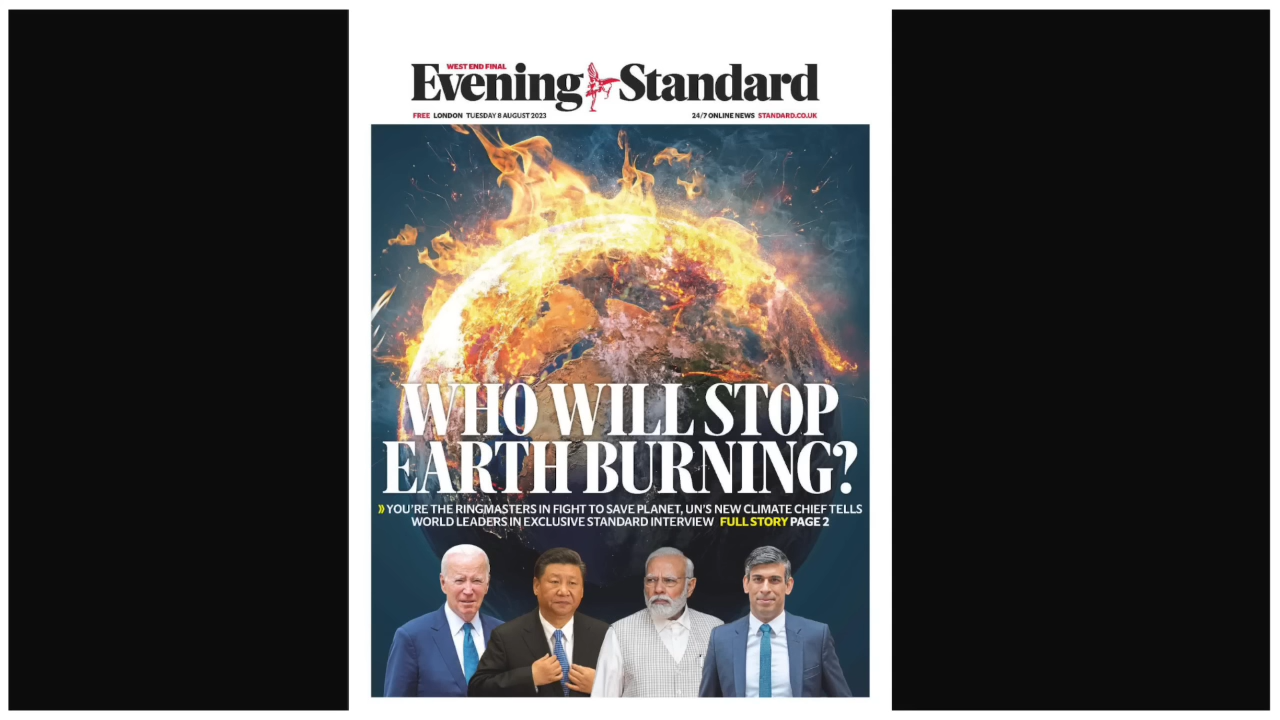 WEST END FINAL
Evening Standard
FREE LONDON TUESDAY 8 AUGUST 2023
24/7 ONLINE NEWS STANDARD.CO.UK
WHO WILL STOP
EARTH BURNING?
» YOU'RE THE RINGMASTERS IN FIGHT TO SAVE PLANET, UN'S NEW CLIMATE CHIEF TELLS
WORLD LEADERS IN EXCLUSIVE STANDARD INTERVIEW FULL STORY PAGE 2